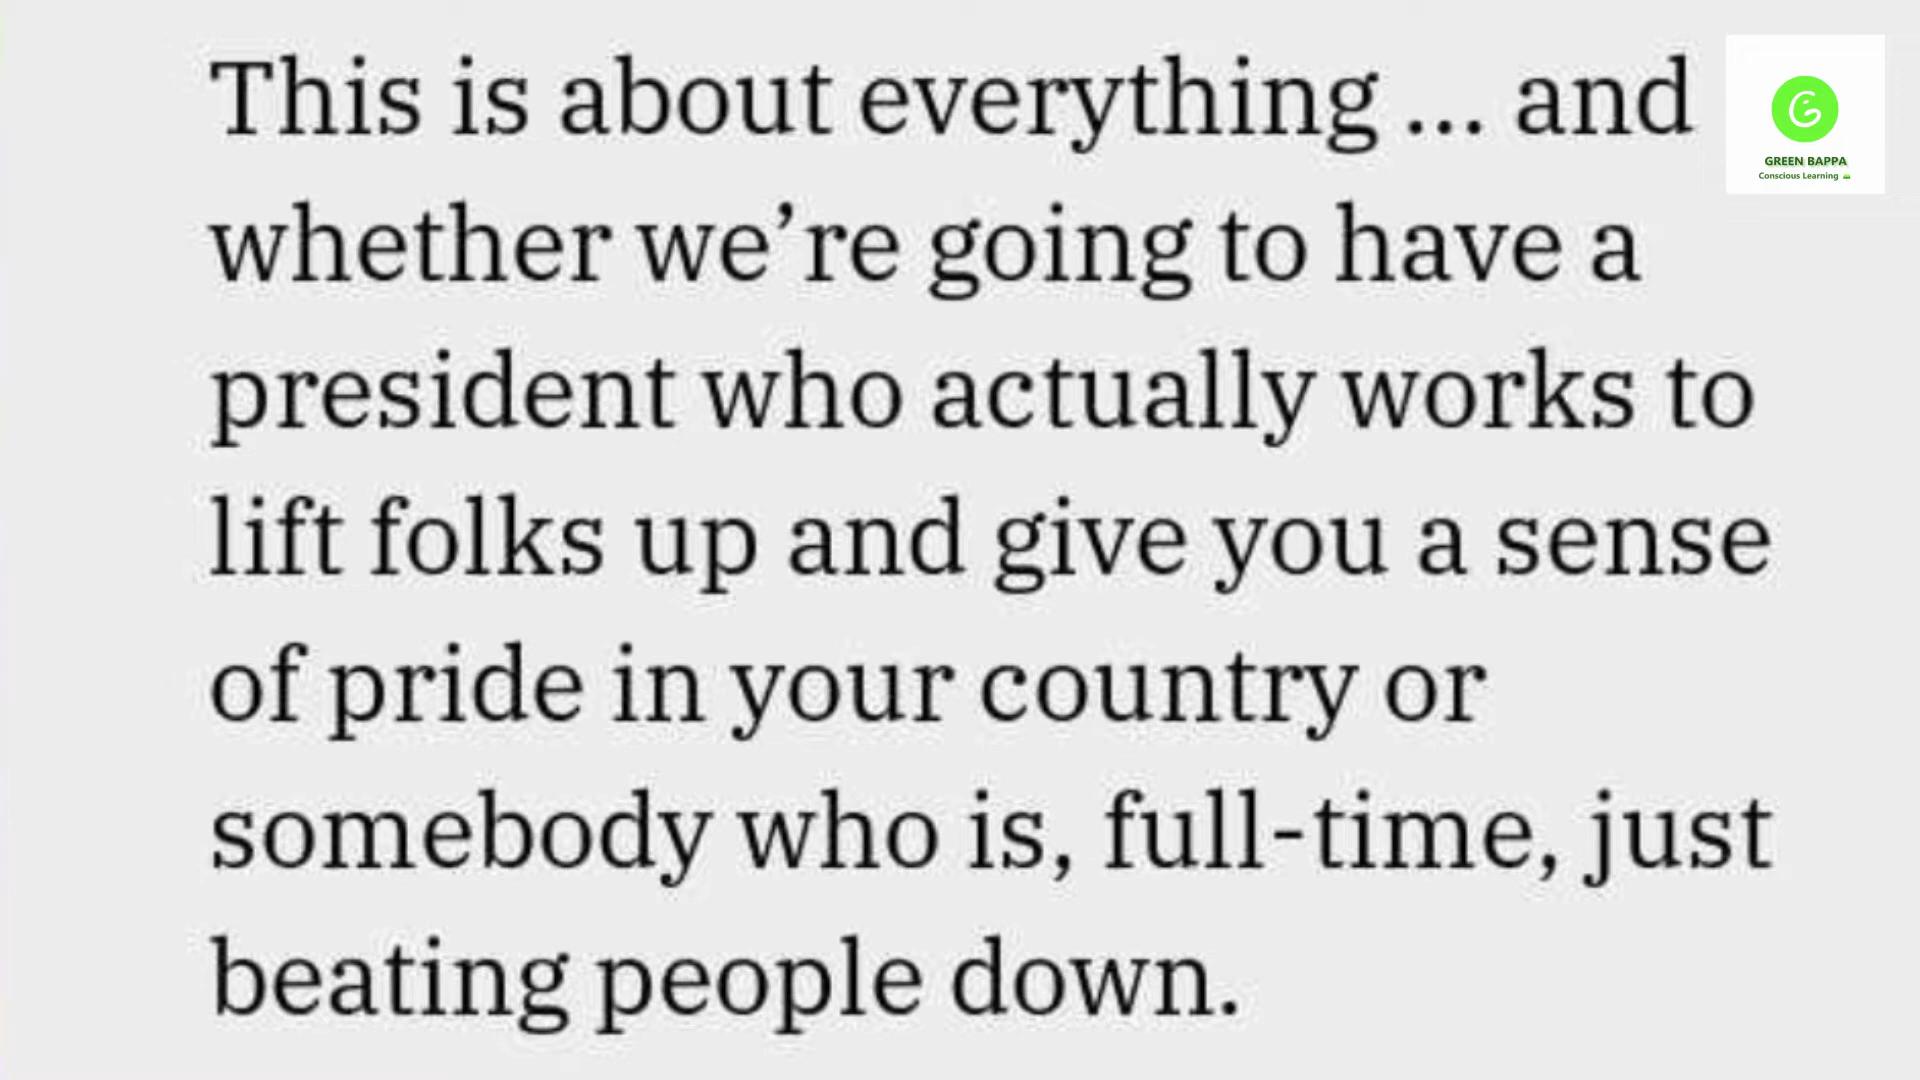 This is about everything ... and
whether we’re going to have a
president who actually works to
lift folks up and give you a sense
of pride in your country or
somebody who is, full-time, just
beating people down.
G
GREEN BAPPA
Conscious Learning